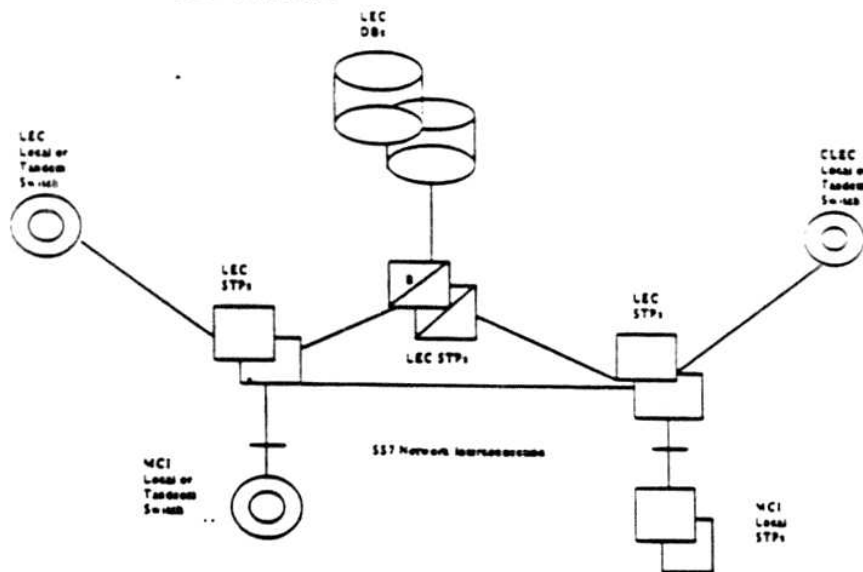 LEC
DBs
LEC
Local or
Tandem
Switch
CLEC
Local or
Tandem
Switch
LEC
STPs
B
LEC STPs
LEC
STPs
SS7 Network Interconnection
MCI
Local or
Tandem
Switch
MCI
Local
STPs